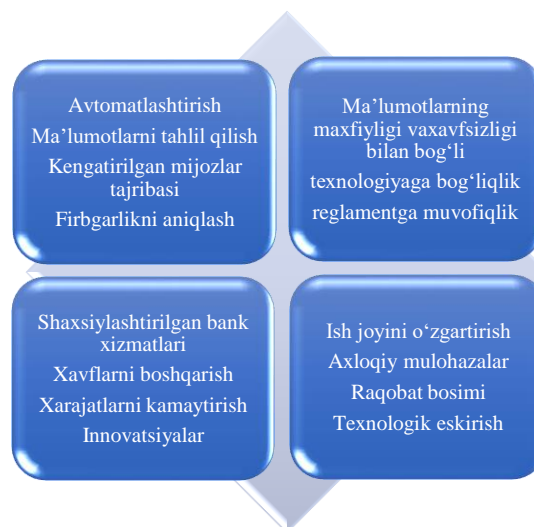 Avtomatlashtirish
Ma’lumotlarni tahlil qilish
Kengatirilgan mijozlar
tajribasi
Firbgarlikni aniqlash
Ma’lumotlarning
maxfiyligi vaxavfsizligi
bilan bog‘li
texnologiyaga bog‘liqlik
reglamentga muvofiqlik
Shaxsiylashtirilgan bank
xizmatlari
Xavflarni boshqarish
Xarajatlarni kamaytirish
Innovatsiyalar
Ish joyini o‘zgartirish
Axloqiy mulohazalar
Raqobat bosimi
Texnologik eskirish